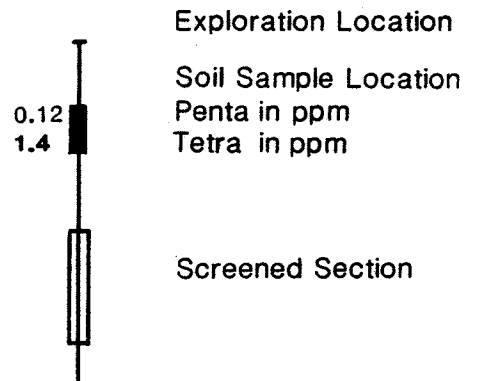 Exploration Location
Soil Sample Location
0.12 Penta in ppm
1.4 Tetra in ppm
Screened Section